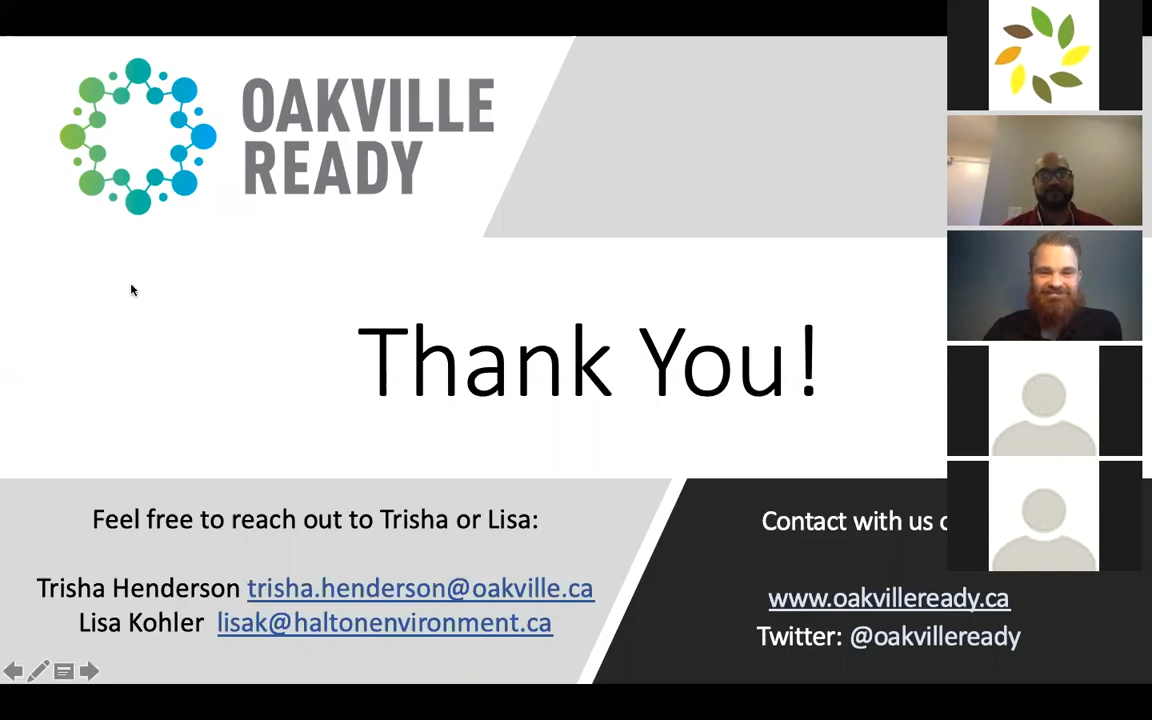 OAKVILLE
READY
Thank You!
Feel free to reach out to Trisha or Lisa:
Trisha Henderson trisha.henderson@oakville.ca
Lisa Kohler lisak@haltonenvironment.ca
Contact with us
www.oakvilleready.ca
Twitter: @oakvilleready